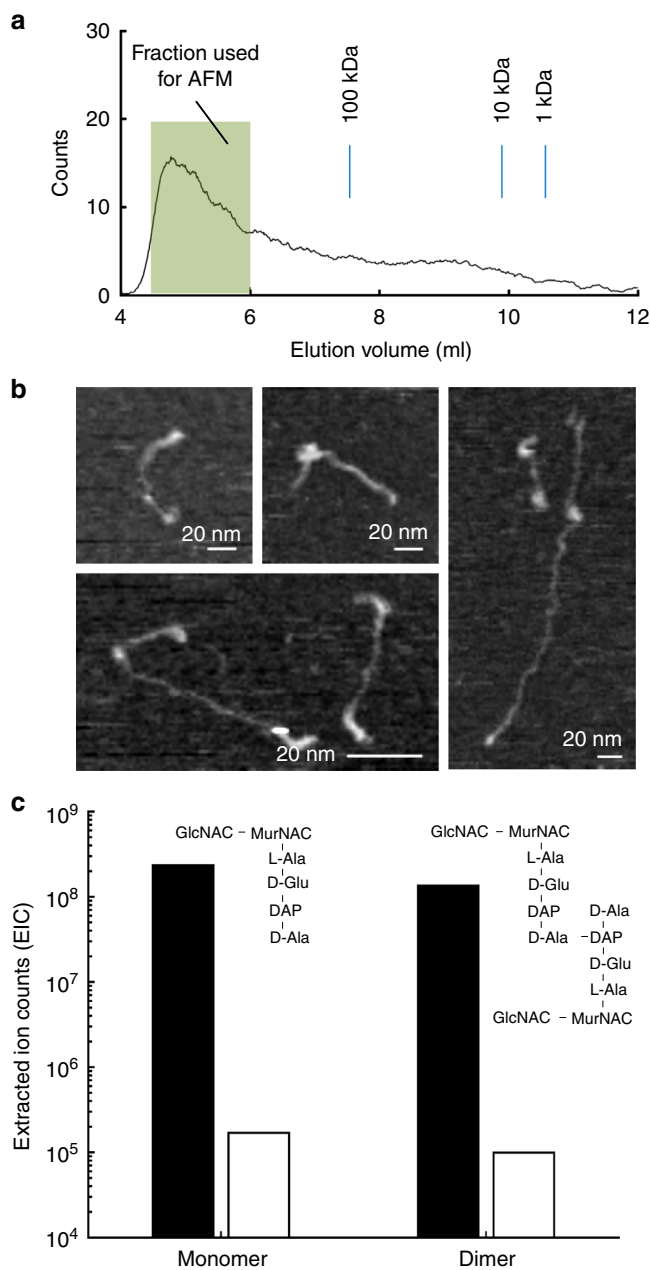 a
30
20
10
0
Counts
Fraction used
for AFM
100 kDa
10 kDa
1 kDa
4
6
8
10
12
Elution volume (ml)
b
20 nm
20 nm
20 nm
20 nm
c
10⁹
10⁸
10⁷
10⁶
10⁵
10⁴
Extracted ion counts (EIC)
GlcNAC – MurNAC
L-Ala
D-Glu
DAP
D-Ala
GlcNAC – MurNAC
L-Ala
D-Glu
DAP D-Ala
D-Ala – DAP
D-Glu
L-Ala
GlcNAC – MurNAC
Monomer
Dimer